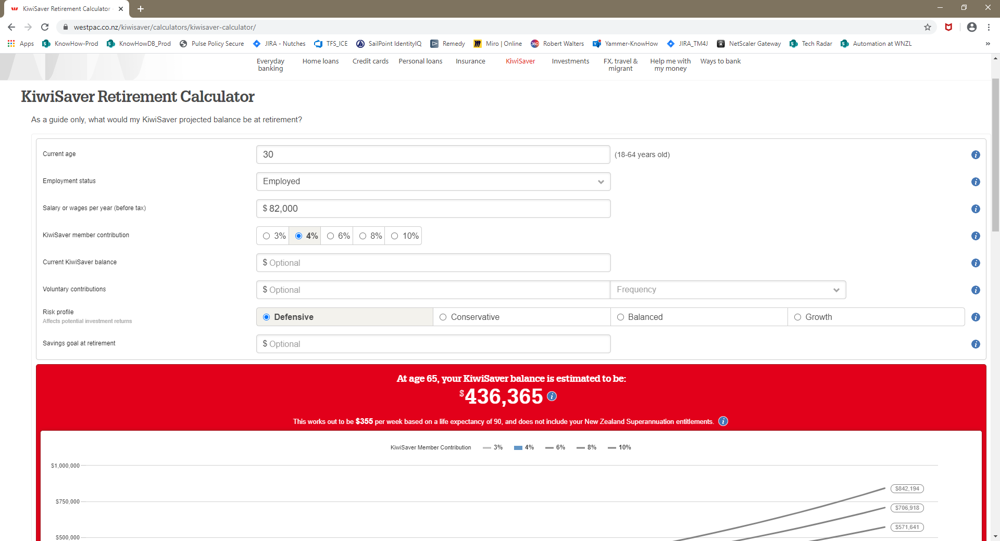 KiwiSaver Retirement Calculator
westpac.co.nz/kiwisaver/calculators/kiwisaver-calculator/
Apps KnowHow-Prod KnowHowDB_Prod Pulse Policy Secure JIRA - Nutches TFS_ICE SailPoint IdentityIQ Remedy Miro | Online 360 Robert Walters Yammer-KnowHow JIRA_TM4J NetScaler Gateway Tech Radar Automation at WNZL »
Everyday banking Home loans Credit cards Personal loans Insurance KiwiSaver Investments FX, travel & migrant Help me with my money Ways to bank
KiwiSaver Retirement Calculator
As a guide only, what would my KiwiSaver projected balance be at retirement?
Current age 30 (18-64 years old)
Employment status Employed
Salary or wages per year (before tax) $ 82,000
KiwiSaver member contribution 3% 4% 6% 8% 10%
Current KiwiSaver balance $ Optional
Voluntary contributions $ Optional Frequency
Risk profile
Affects potential investment returns
Defensive Conservative Balanced Growth
Savings goal at retirement $ Optional
At age 65, your KiwiSaver balance is estimated to be:
$436,365
This works out to be $355 per week based on a life expectancy of 90, and does not include your New Zealand Superannuation entitlements.
KiwiSaver Member Contribution 3% 4% 6% 8% 10%
$1,000,000
$842,194
$750,000
$706,918
$571,641
$500,000